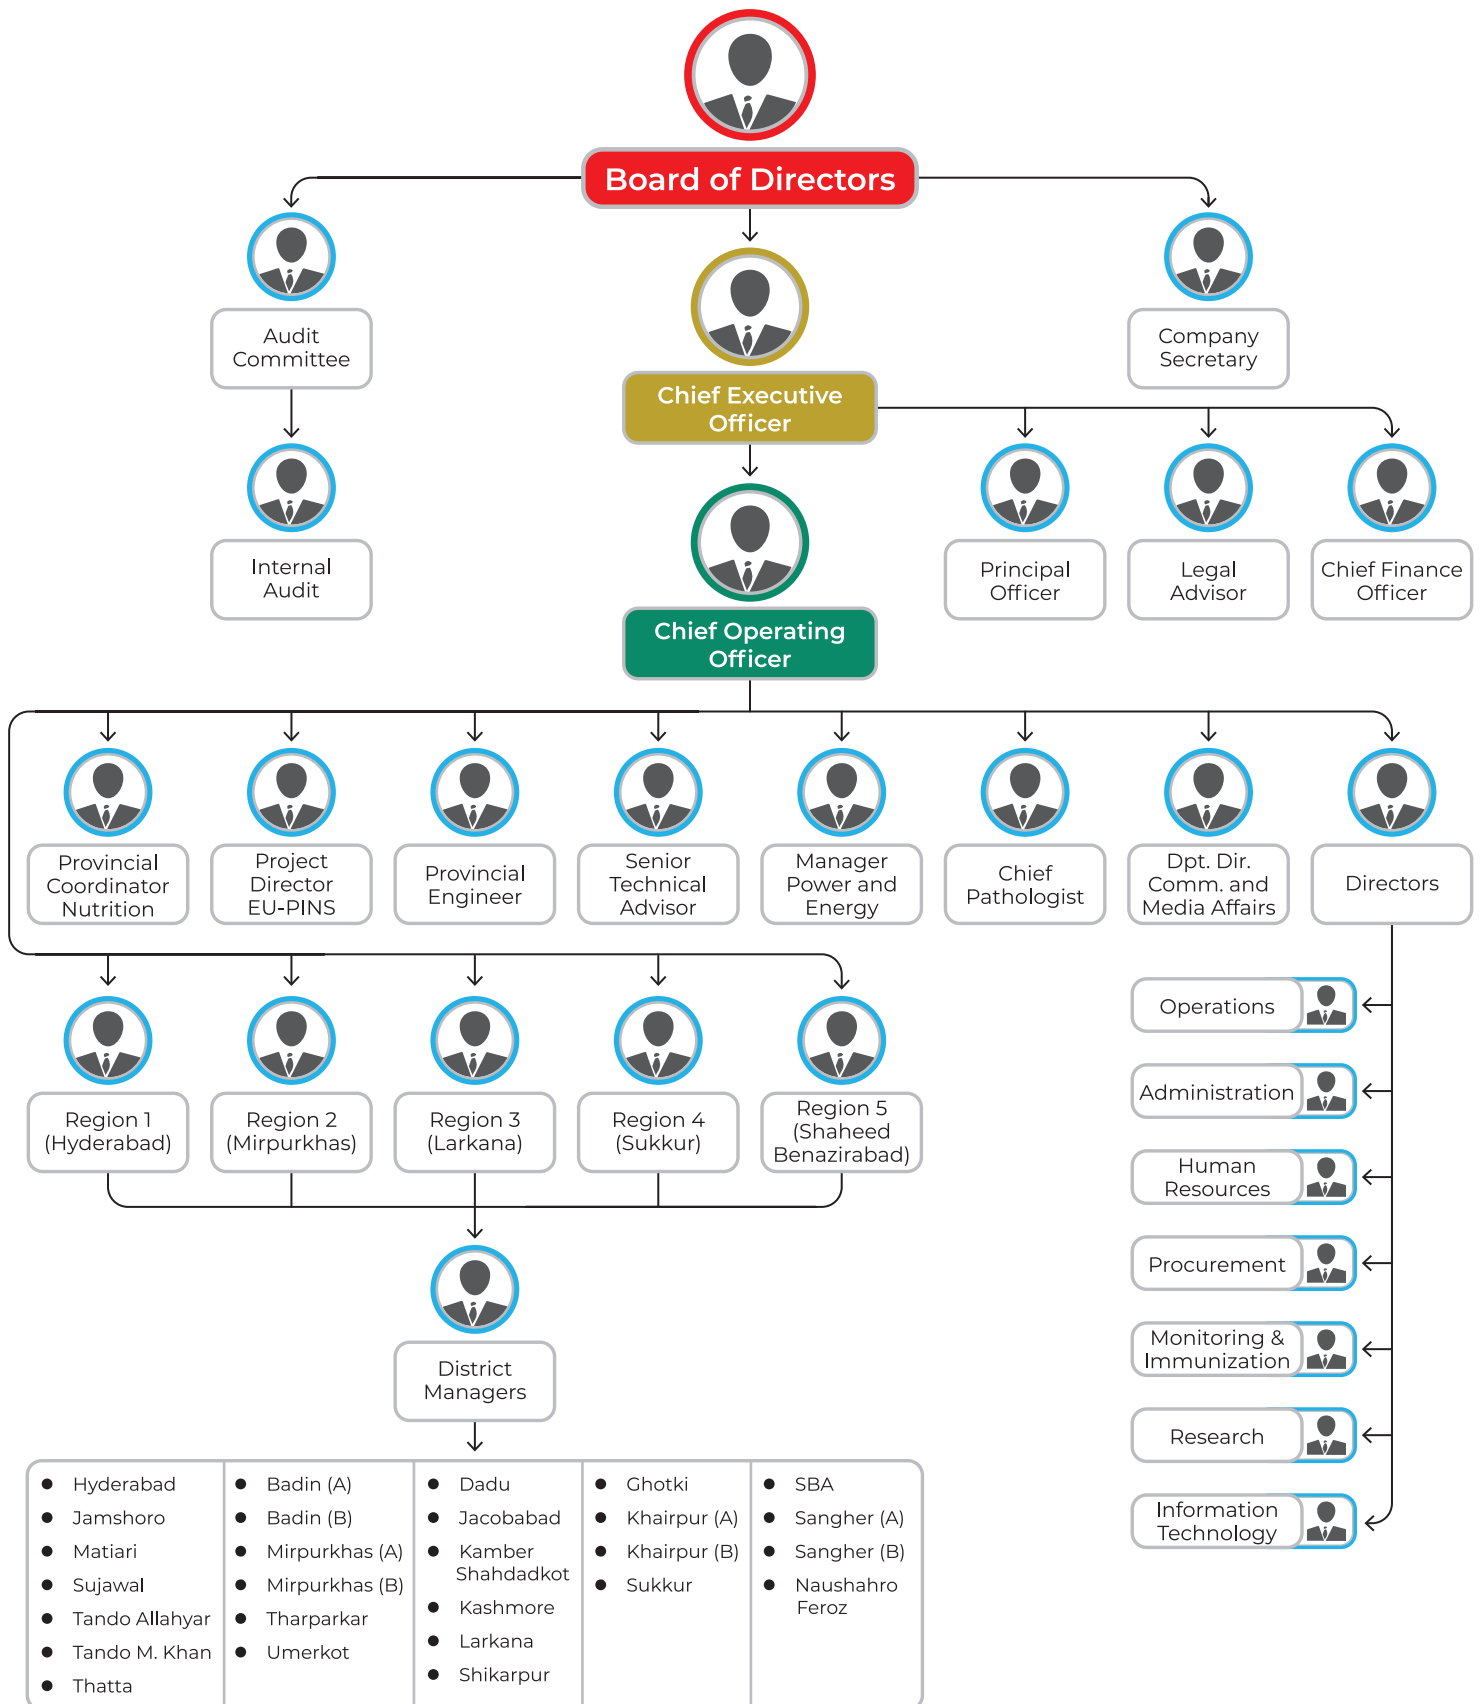 Board of Directors
Audit
Committee
Company
Secretary
Chief Executive
Officer
Internal
Audit
Principal
Officer
Legal
Advisor
Chief Finance
Officer
Chief Operating
Officer
Provincial
Coordinator
Nutrition
Project
Director
EU-PINS
Provincial
Engineer
Senior
Technical
Advisor
Manager
Power and
Energy
Chief
Pathologist
Dpt. Dir.
Comm. and
Media Affairs
Directors
Operations
Administration
Human
Resources
Procurement
Monitoring &
Immunization
Research
Information
Technology
Region 1
(Hyderabad)
Region 2
(Mirpurkhas)
Region 3
(Larkana)
Region 4
(Sukkur)
Region 5
(Shaheed
Benazirabad)
District
Managers
Hyderabad
Jamshoro
Matiari
Sujawal
Tando Allahyar
Tando M. Khan
Thatta
Badin (A)
Badin (B)
Mirpurkhas (A)
Mirpurkhas (B)
Tharparkar
Umerkot
Dadu
Jacobabad
Kamber
Shahdadkot
Kashmore
Larkana
Shikarpur
Ghotki
Khairpur (A)
Khairpur (B)
Sukkur
SBA
Sangher (A)
Sangher (B)
Naushahro
Feroz